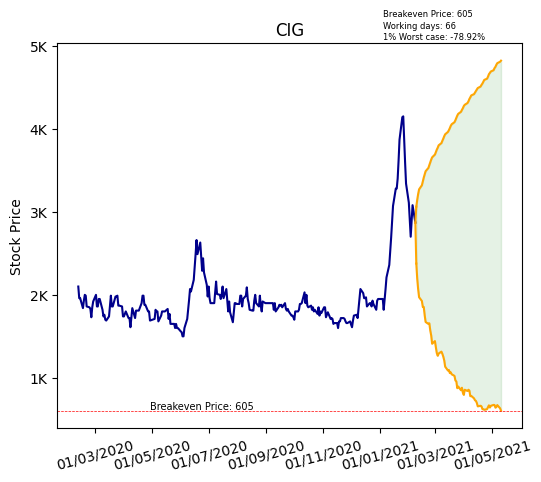 Breakeven Price: 605
Working days: 66
1% Worst case: -78.92%
CIG
Stock Price
5K
4K
3K
2K
1K
Breakeven Price: 605
01/03/2020
01/05/2020
01/07/2020
01/09/2020
01/11/2020
01/01/2021
01/03/2021
01/05/2021